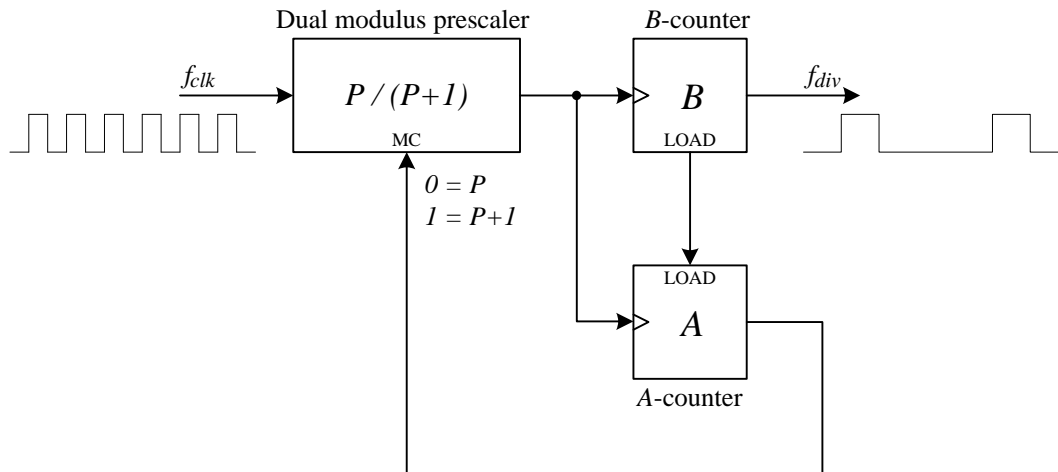 Dual modulus prescaler
B-counter
f_clk
P / (P+1)
MC
B
LOAD
f_div
0 = P
1 = P+1
LOAD
A
A-counter